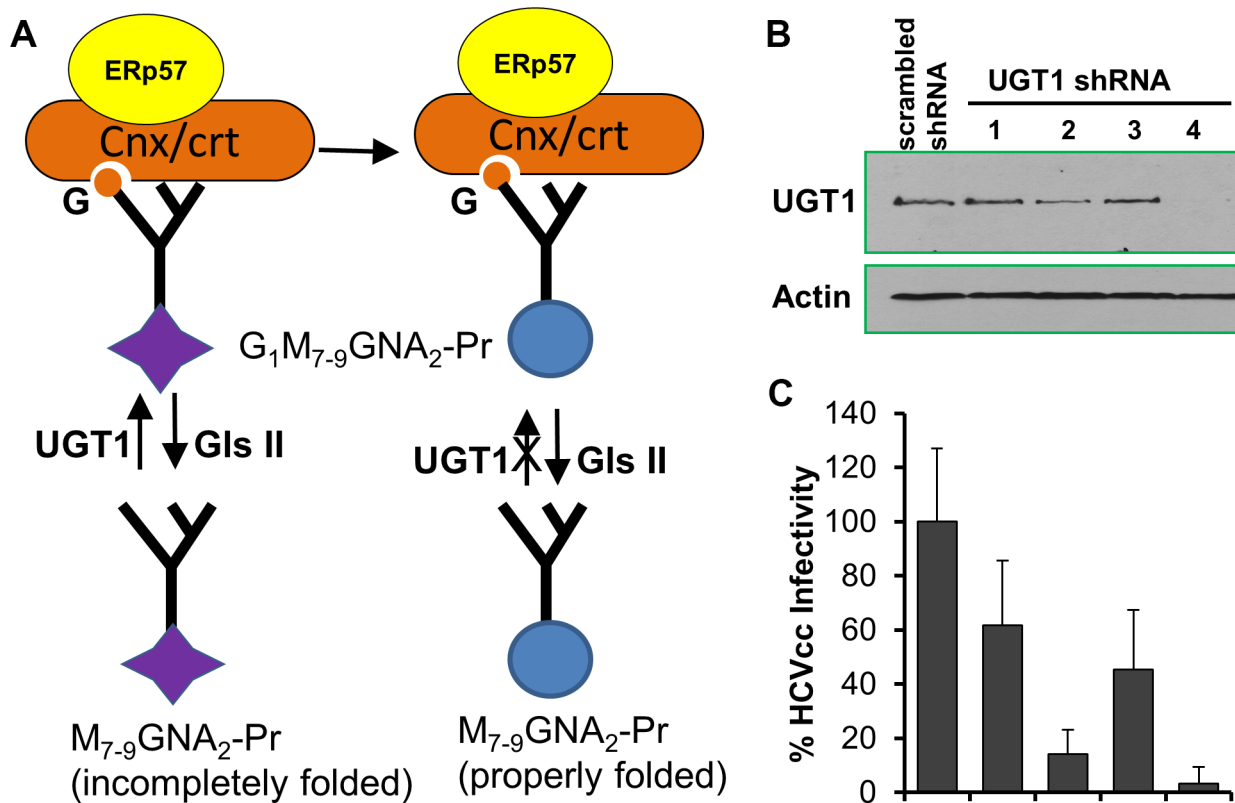 A
ERp57
Cnx/crt
G
ERp57
Cnx/crt
G
G1M7-9GNA2-Pr
UGT1
Gls II
UGT1
X
Gls II
M7-9GNA2-Pr
(incompletely folded)
M7-9GNA2-Pr
(properly folded)
B
scrambled
shRNA
UGT1 shRNA
1 2 3 4
UGT1
Actin
C
% HCVcc Infectivity
140
120
100
80
60
40
20
0